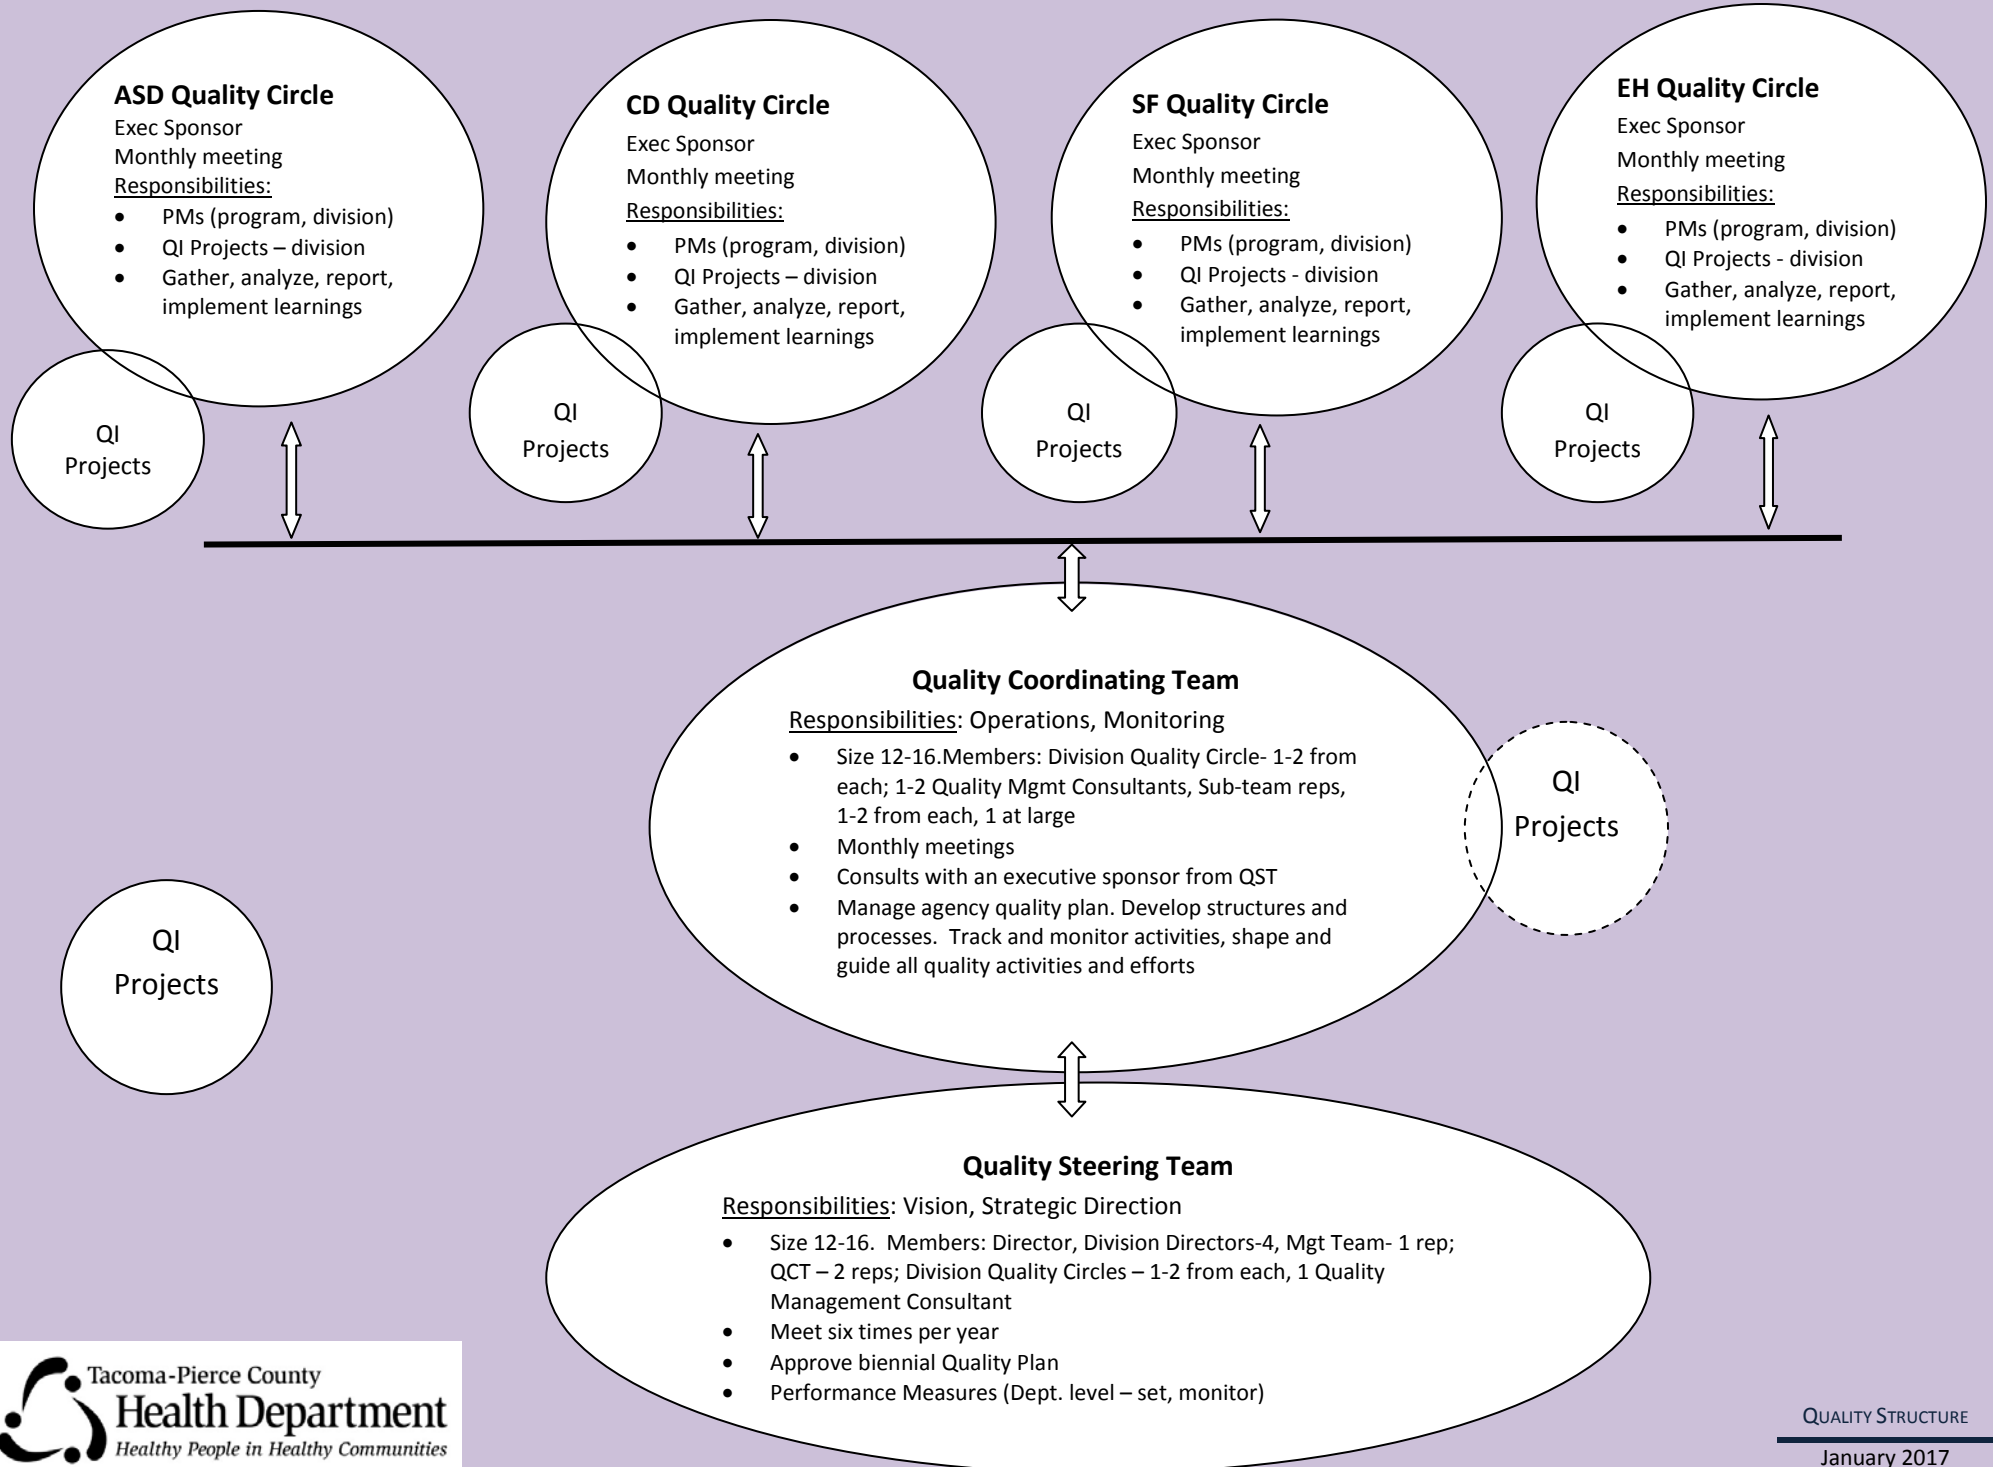 ASD Quality Circle
Exec Sponsor
Monthly meeting
Responsibilities:
• PMs (program, division)
• QI Projects – division
• Gather, analyze, report,
implement learnings
QI
Projects
CD Quality Circle
Exec Sponsor
Monthly meeting
Responsibilities:
• PMs (program, division)
• QI Projects – division
• Gather, analyze, report,
implement learnings
QI
Projects
SF Quality Circle
Exec Sponsor
Monthly meeting
Responsibilities:
• PMs (program, division)
• QI Projects - division
• Gather, analyze, report,
implement learnings
QI
Projects
EH Quality Circle
Exec Sponsor
Monthly meeting
Responsibilities:
• PMs (program, division)
• QI Projects - division
• Gather, analyze, report,
implement learnings
QI
Projects
Quality Coordinating Team
Responsibilities: Operations, Monitoring
• Size 12-16.Members: Division Quality Circle- 1-2 from
each; 1-2 Quality Mgmt Consultants, Sub-team reps,
1-2 from each, 1 at large
• Monthly meetings
• Consults with an executive sponsor from QST
• Manage agency quality plan. Develop structures and
processes.  Track and monitor activities, shape and
guide all quality activities and efforts
QI
Projects
QI
Projects
Quality Steering Team
Responsibilities: Vision, Strategic Direction
• Size 12-16.  Members: Director, Division Directors-4, Mgt Team- 1 rep;
QCT – 2 reps; Division Quality Circles – 1-2 from each, 1 Quality
Management Consultant
• Meet six times per year
• Approve biennial Quality Plan
• Performance Measures (Dept. level – set, monitor)
Tacoma-Pierce County
Health Department
Healthy People in Healthy Communities
QUALITY STRUCTURE
January 2017